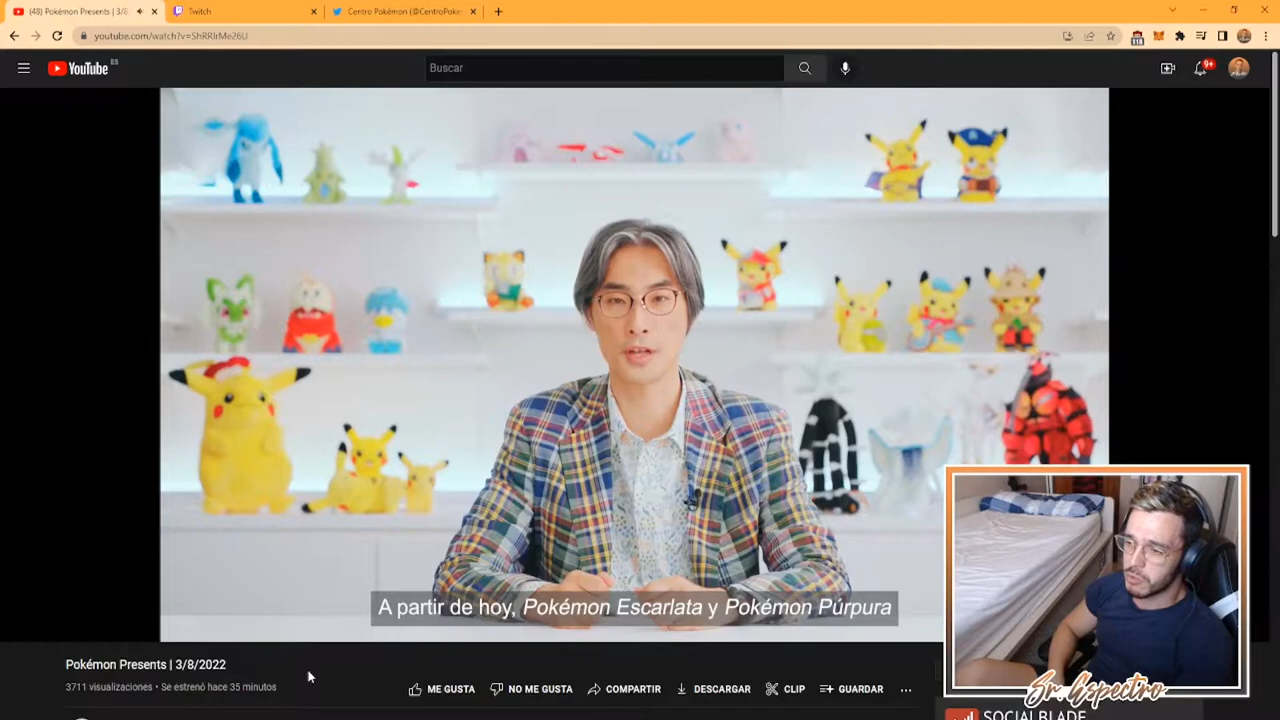 (48) Pokémon Presents | 3/8
Twitch
Centro Pokémon (@CentroPoke
youtube.com/watch?v=ShRRIrMe26U
118
YouTube ES
Buscar
9+
A partir de hoy, Pokémon Escarlata y Pokémon Púrpura
Pokémon Presents | 3/8/2022
3711 visualizaciones • Se estrenó hace 35 minutos
ME GUSTA
NO ME GUSTA
COMPARTIR
DESCARGAR
CLIP
GUARDAR
Sr. Aspectro
SOCIALBLADE